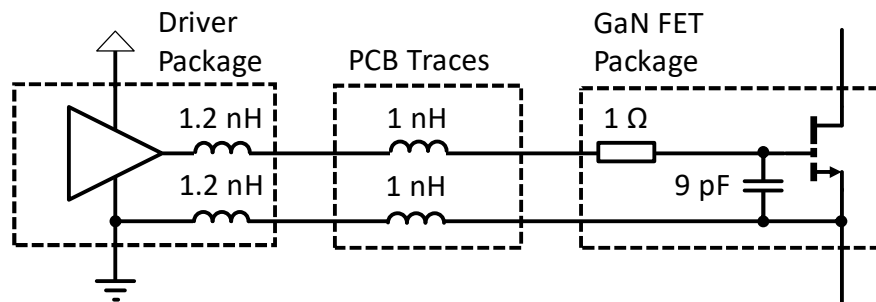 Driver
Package
PCB Traces
GaN FET
Package
1.2 nH
1 nH
1 Ω
1.2 nH
1 nH
9 pF